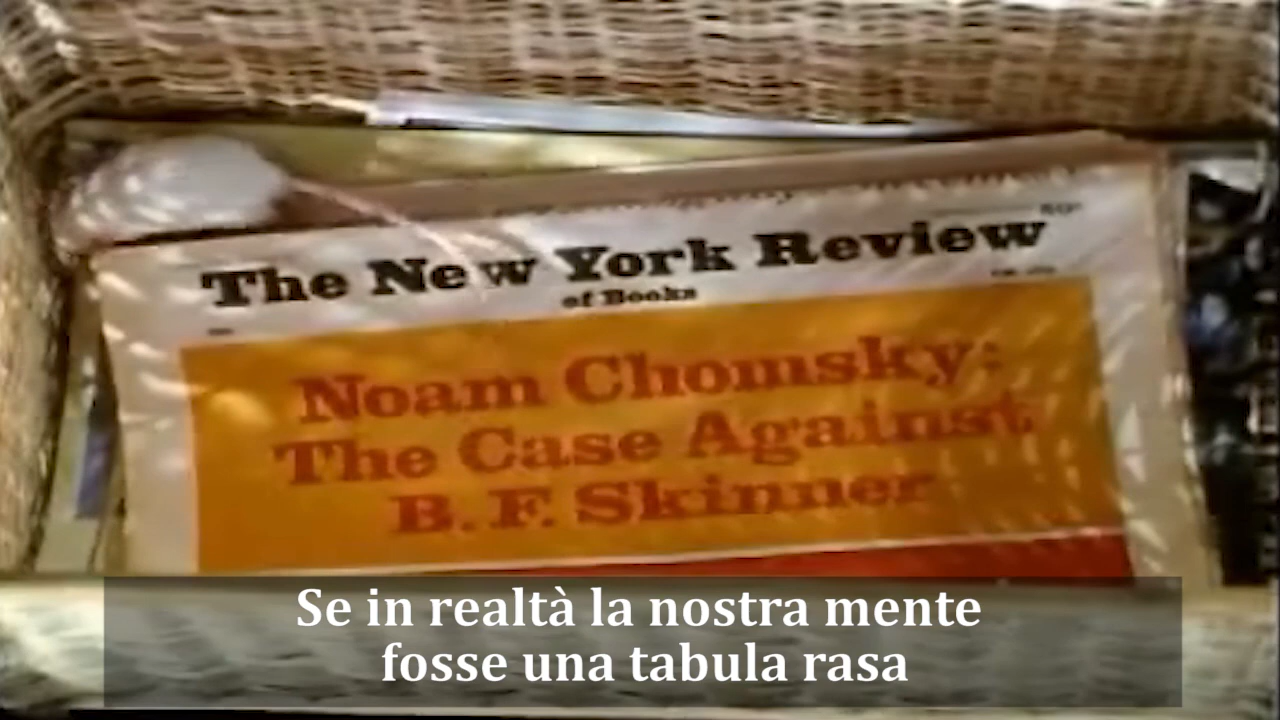 The New York Review
of Books
Noam Chomsky:
The Case Against
B. F. Skinner
Se in realtà la nostra mente
fosse una tabula rasa